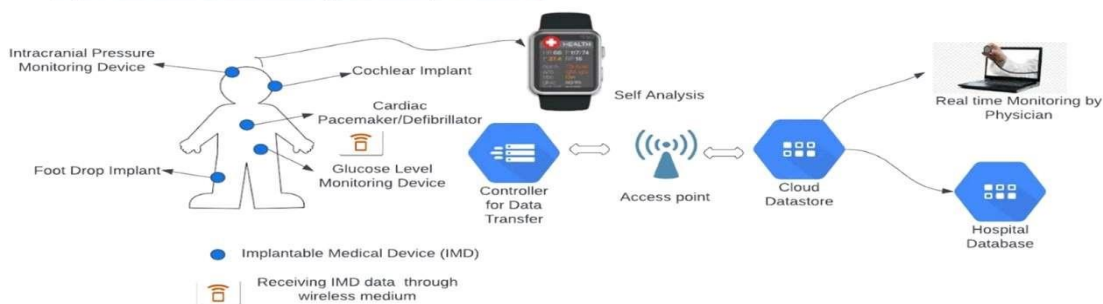 Intracranial Pressure
Monitoring Device
Cochlear Implant
Cardiac
Pacemaker/Defibrillator
Foot Drop Implant
Glucose Level
Monitoring Device
HEALTH
Self Analysis
Controller
for Data
Transfer
Access point
Cloud
Datastore
Real time Monitoring by
Physician
Hospital
Database
Implantable Medical Device (IMD)
Receiving IMD data through
wireless medium